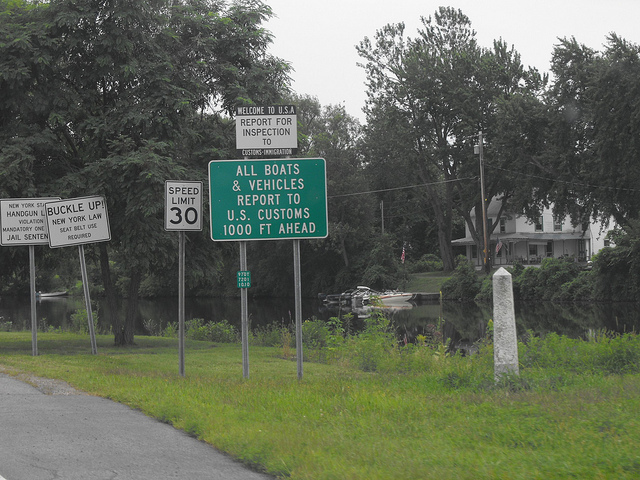 NEW YORK
HANDGUN
VIOLATION
MANDATORY ONE
JAIL SENTEN
BUCKLE UP!
NEW YORK LAW
SEAT BELT USE
REQUIRED
SPEED
LIMIT
30
WELCOME TO U.S.A
REPORT FOR
INSPECTION
TO
CUSTOMS-IMMIGRATION
ALL BOATS
& VEHICLES
REPORT TO
U.S. CUSTOMS
1000 FT AHEAD